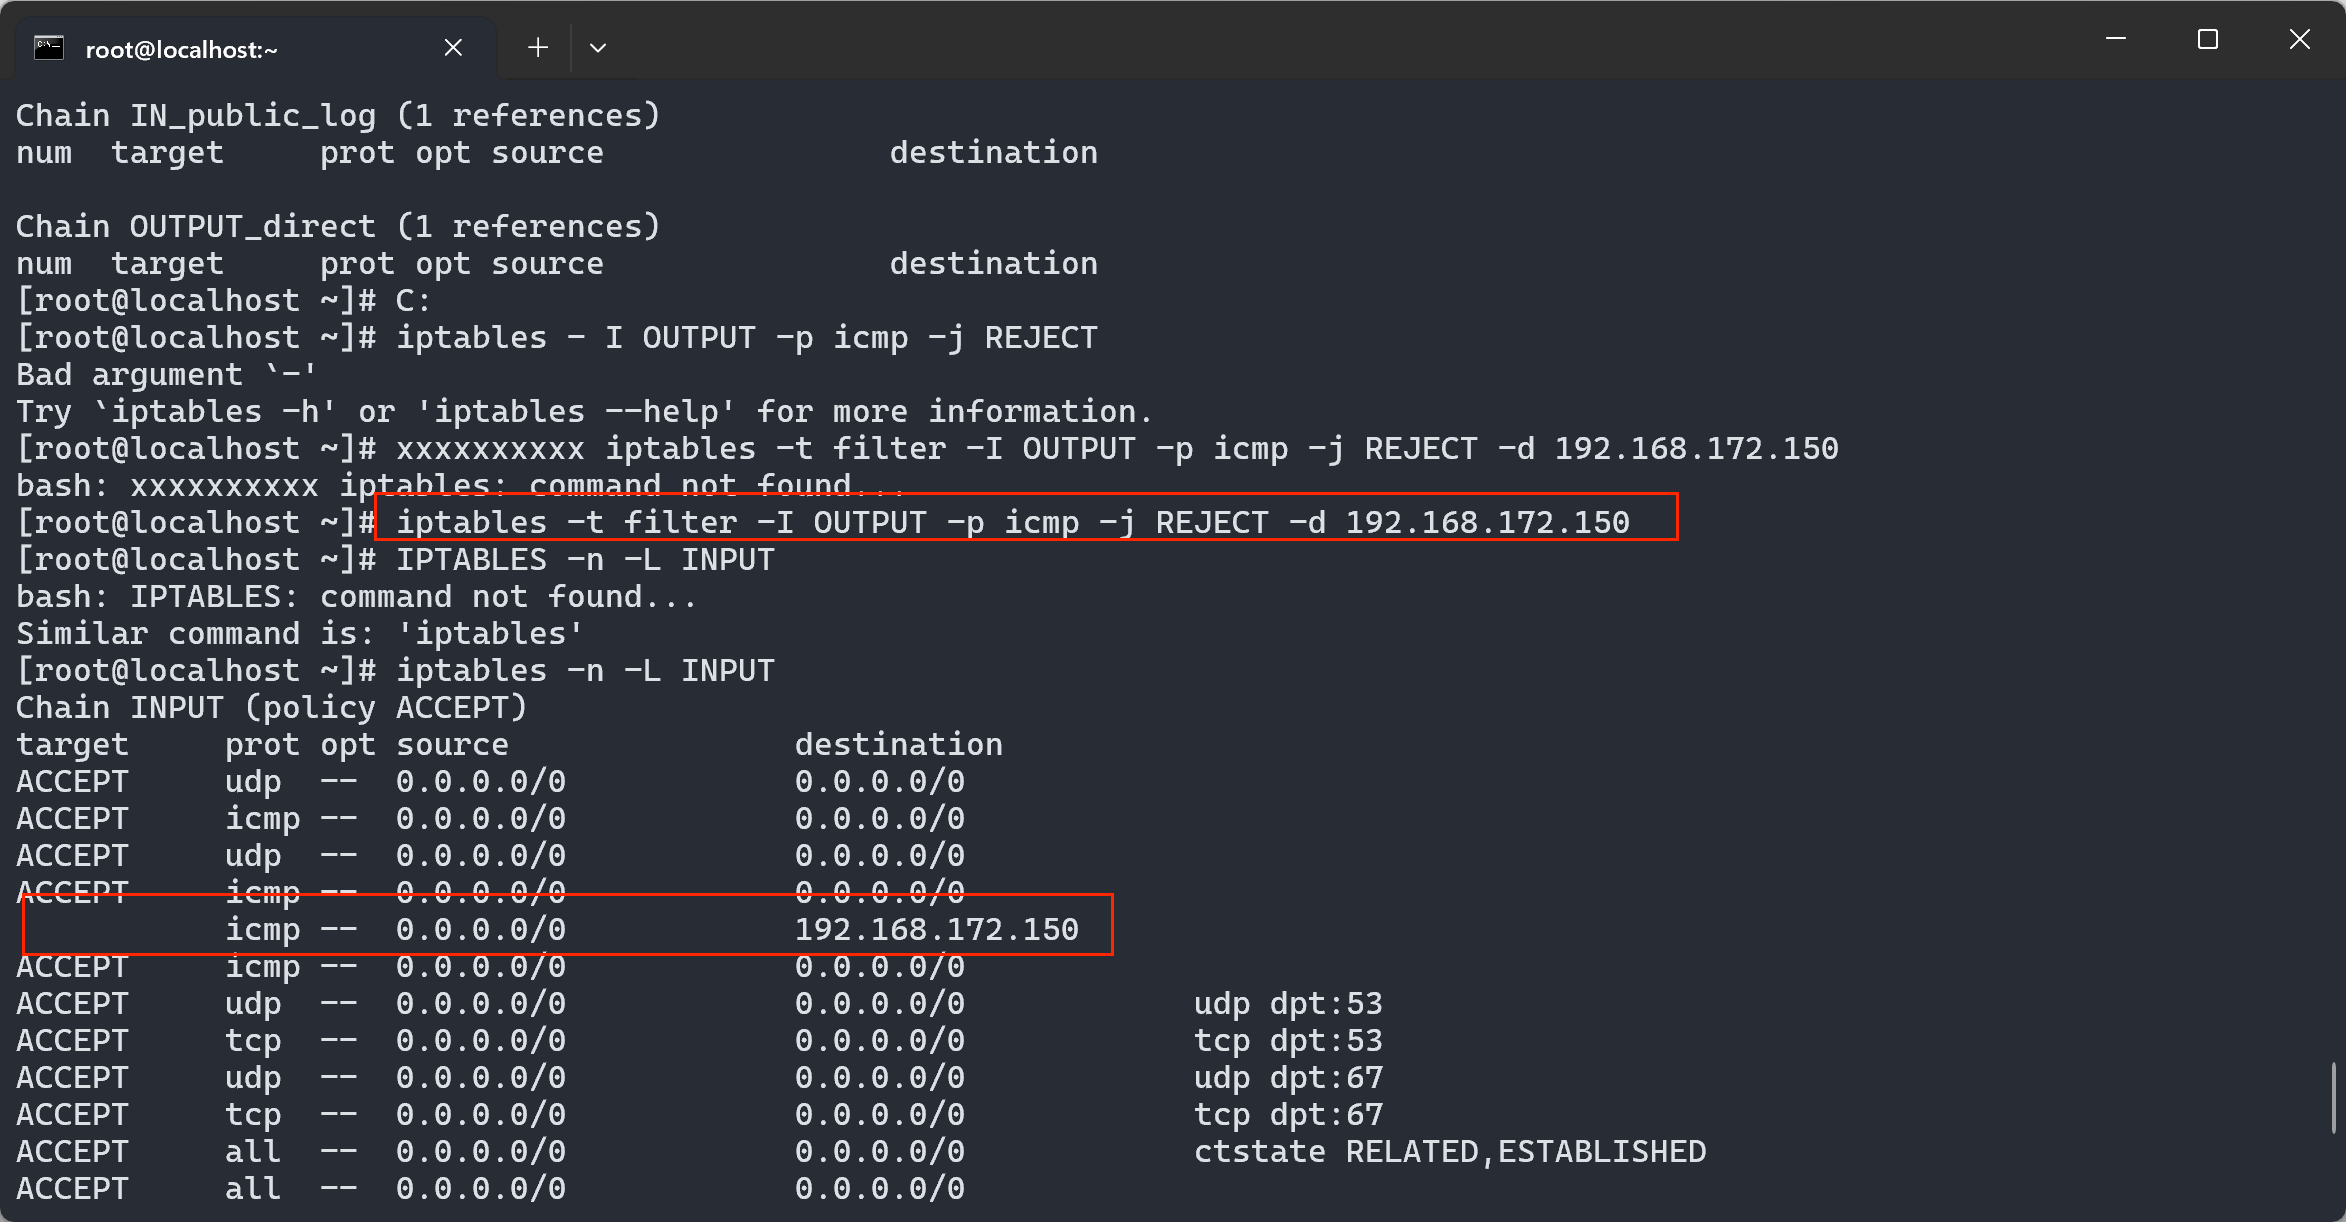 root@localhost:~
Chain IN_public_log (1 references)
num  target     prot opt source               destination
Chain OUTPUT_direct (1 references)
num  target     prot opt source               destination
[root@localhost ~]# C:
[root@localhost ~]# iptables - I OUTPUT -p icmp -j REJECT
Bad argument `-'
Try `iptables -h' or 'iptables --help' for more information.
[root@localhost ~]# xxxxxxxxxx iptables -t filter -I OUTPUT -p icmp -j REJECT -d 192.168.172.150
bash: xxxxxxxxxx iptables: command not found...
[root@localhost ~]# iptables -t filter -I OUTPUT -p icmp -j REJECT -d 192.168.172.150
[root@localhost ~]# IPTABLES -n -L INPUT
bash: IPTABLES: command not found...
Similar command is: 'iptables'
[root@localhost ~]# iptables -n -L INPUT
Chain INPUT (policy ACCEPT)
target     prot opt source               destination
ACCEPT     udp  --  0.0.0.0/0            0.0.0.0/0
ACCEPT     icmp --  0.0.0.0/0            0.0.0.0/0
ACCEPT     udp  --  0.0.0.0/0            0.0.0.0/0
ACCEPT     icmp --  0.0.0.0/0            0.0.0.0/0
           icmp --  0.0.0.0/0            192.168.172.150
ACCEPT     icmp --  0.0.0.0/0            0.0.0.0/0
ACCEPT     udp  --  0.0.0.0/0            0.0.0.0/0            udp dpt:53
ACCEPT     tcp  --  0.0.0.0/0            0.0.0.0/0            tcp dpt:53
ACCEPT     udp  --  0.0.0.0/0            0.0.0.0/0            udp dpt:67
ACCEPT     tcp  --  0.0.0.0/0            0.0.0.0/0            tcp dpt:67
ACCEPT     all  --  0.0.0.0/0            0.0.0.0/0            ctstate RELATED,ESTABLISHED
ACCEPT     all  --  0.0.0.0/0            0.0.0.0/0